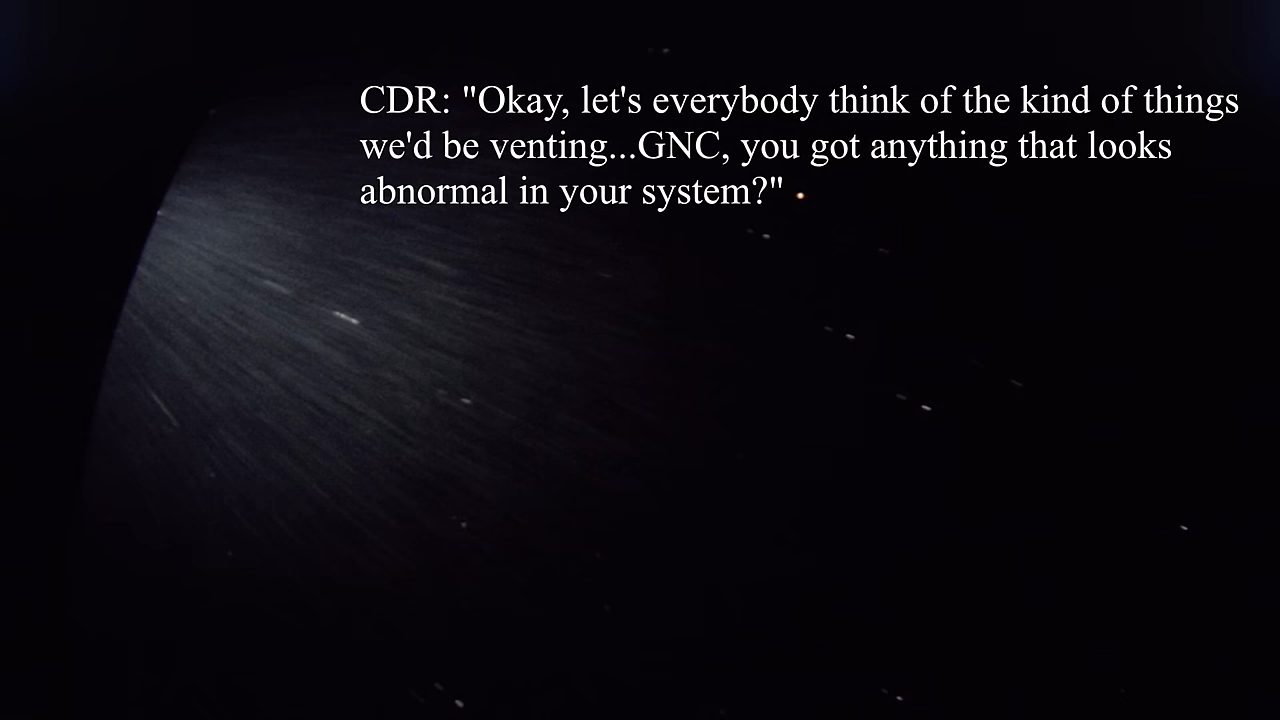 CDR: "Okay, let's everybody think of the kind of things
we'd be venting...GNC, you got anything that looks
abnormal in your system?"